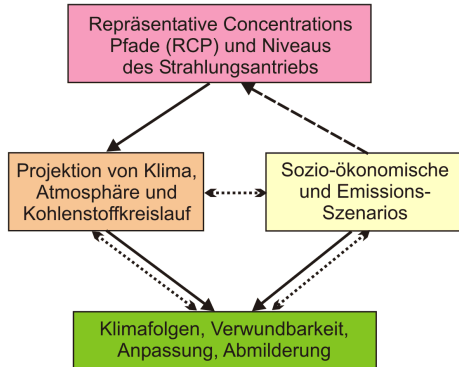 Repräsentative Concentrations
Pfade (RCP) und Niveaus
des Strahlungsantriebs
Projektion von Klima,
Atmosphäre und
Kohlenstoffkreislauf
Sozio-ökonomische
und Emissions-
Szenarios
Klimafolgen, Verwundbarkeit,
Anpassung, Abmilderung